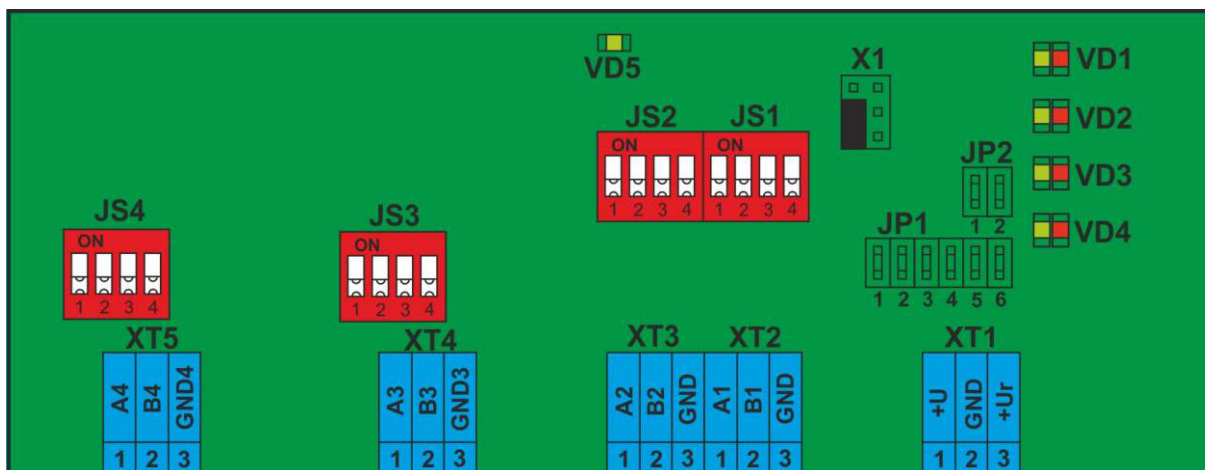 VD5
X1
VD1
VD2
VD3
VD4
JS2 JS1
ON ON
1 2 3 4 1 2 3 4
JP2
1 2
JP1
1 2 3 4 5 6
JS4
ON
1 2 3 4
JS3
ON
1 2 3 4
XT5
A4 B4 GND4
1 2 3
XT4
A3 B3 GND3
1 2 3
XT3 XT2
A2 B2 GND A1 B1 GND
1 2 3 1 2 3
XT1
+U GND +Ur
1 2 3